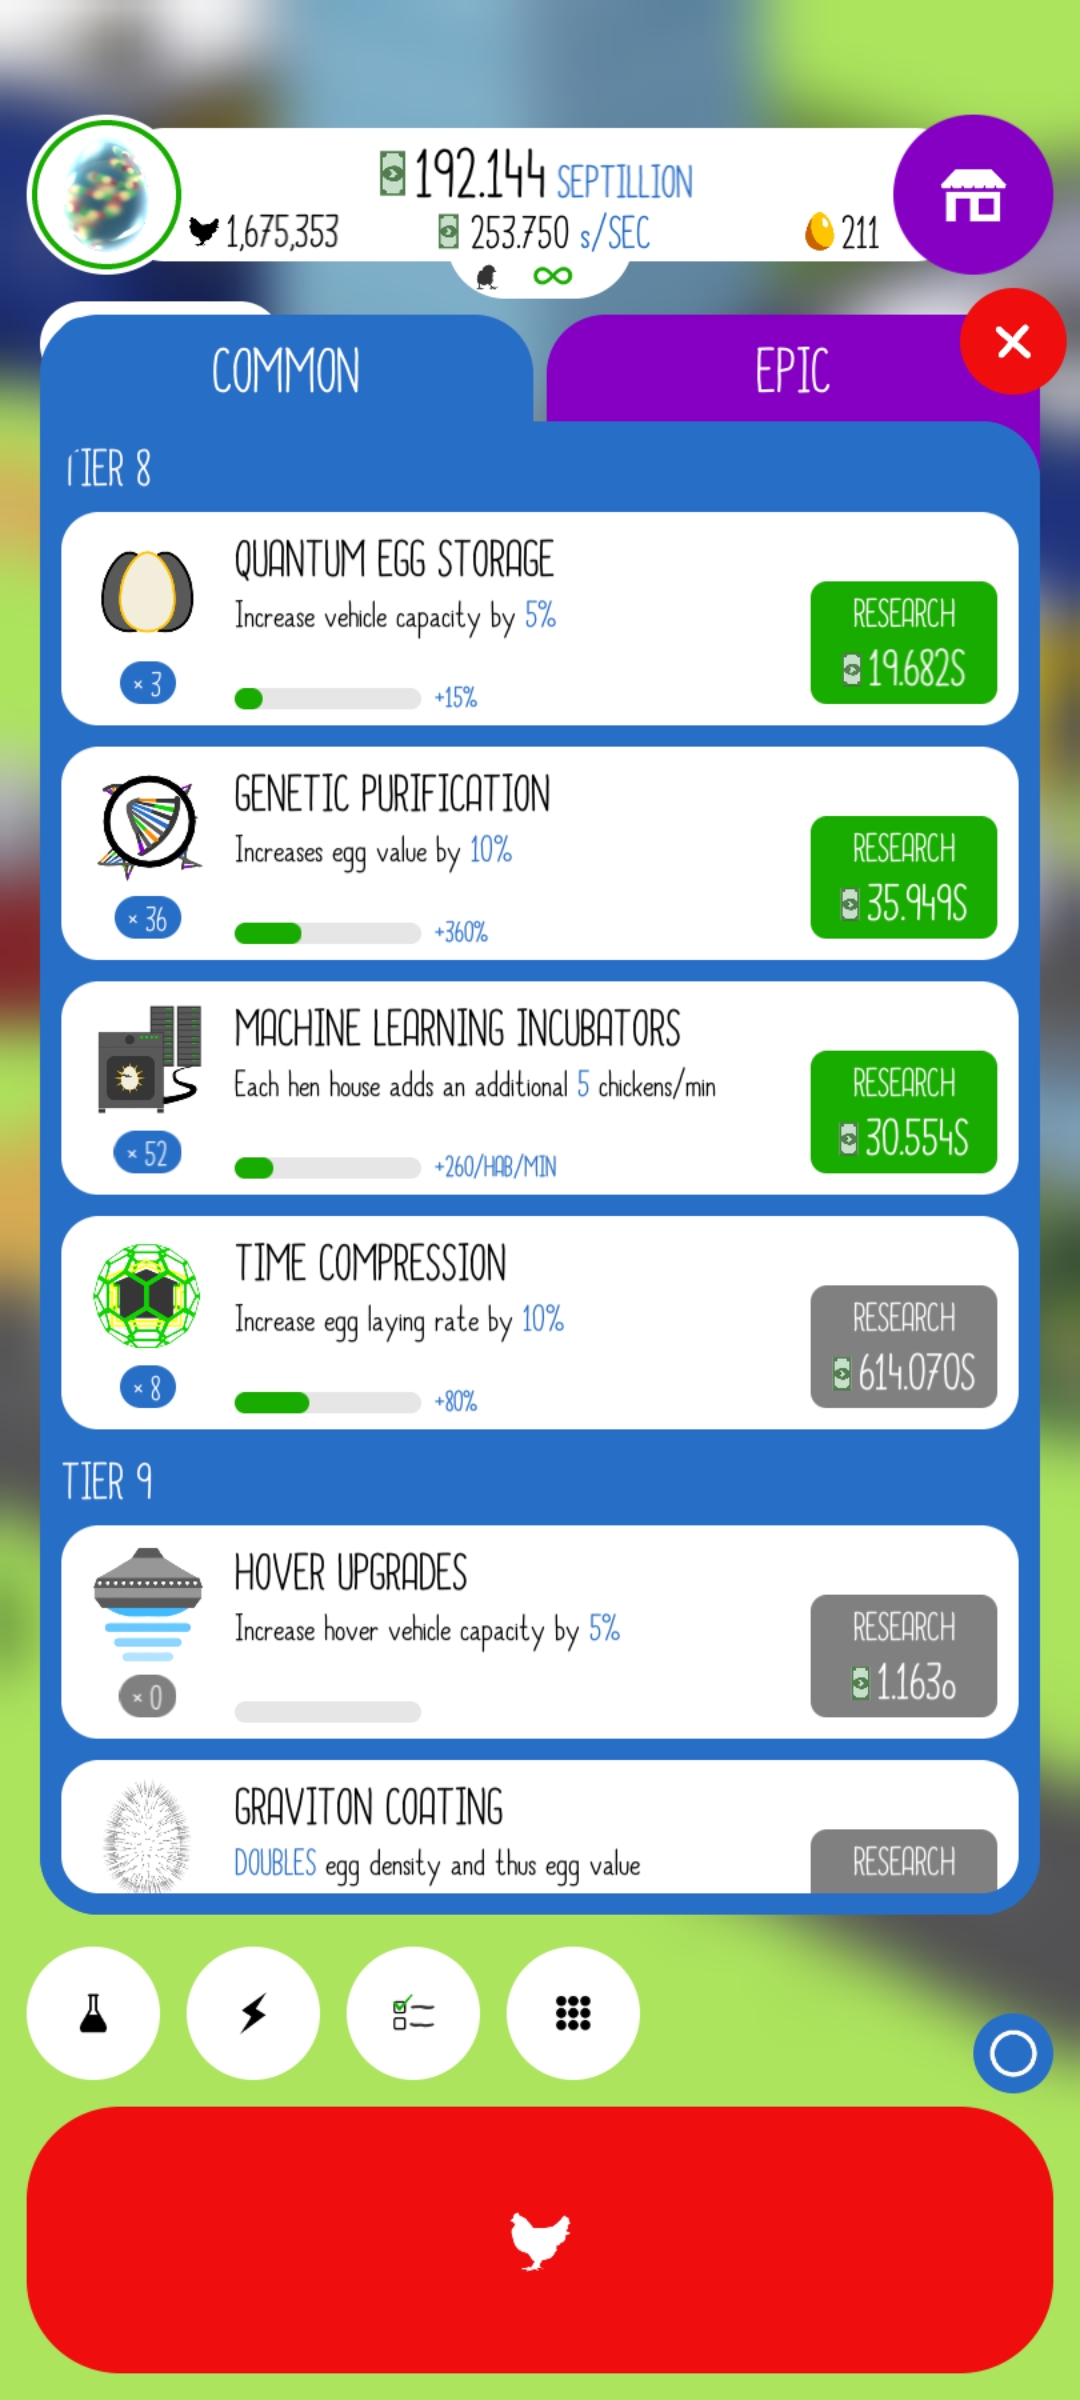 192.144 SEPTILLION
1,675,353
253.750 s/SEC
211
COMMON
EPIC
TIER 8
QUANTUM EGG STORAGE
Increase vehicle capacity by 5%
× 3
+15%
RESEARCH
19.682S
GENETIC PURIFICATION
Increases egg value by 10%
× 36
+360%
RESEARCH
35.949S
MACHINE LEARNING INCUBATORS
Each hen house adds an additional 5 chickens/min
× 52
+260/HAB/MIN
RESEARCH
30.554S
TIME COMPRESSION
Increase egg laying rate by 10%
× 8
+80%
RESEARCH
614.070S
TIER 9
HOVER UPGRADES
Increase hover vehicle capacity by 5%
× 0
RESEARCH
1.163o
GRAVITON COATING
DOUBLES egg density and thus egg value
RESEARCH